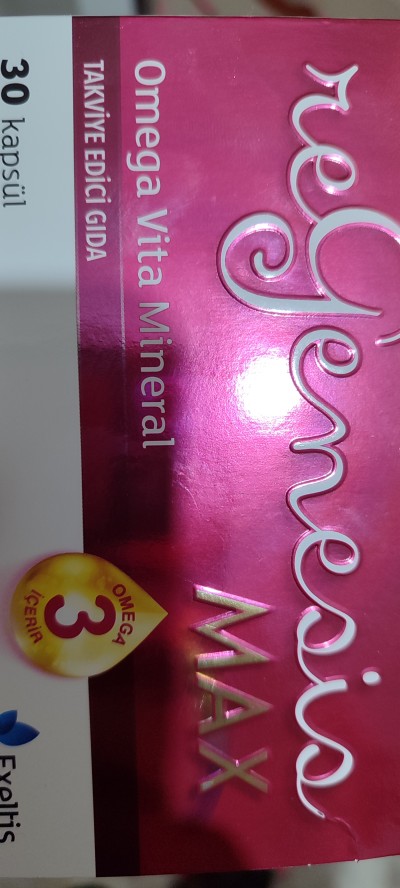 reGenesis
MAX
Omega Vita Mineral
TAKVİYE EDİCİ GIDA
OMEGA
3
İÇERİR
30 kapsül
Exeltis